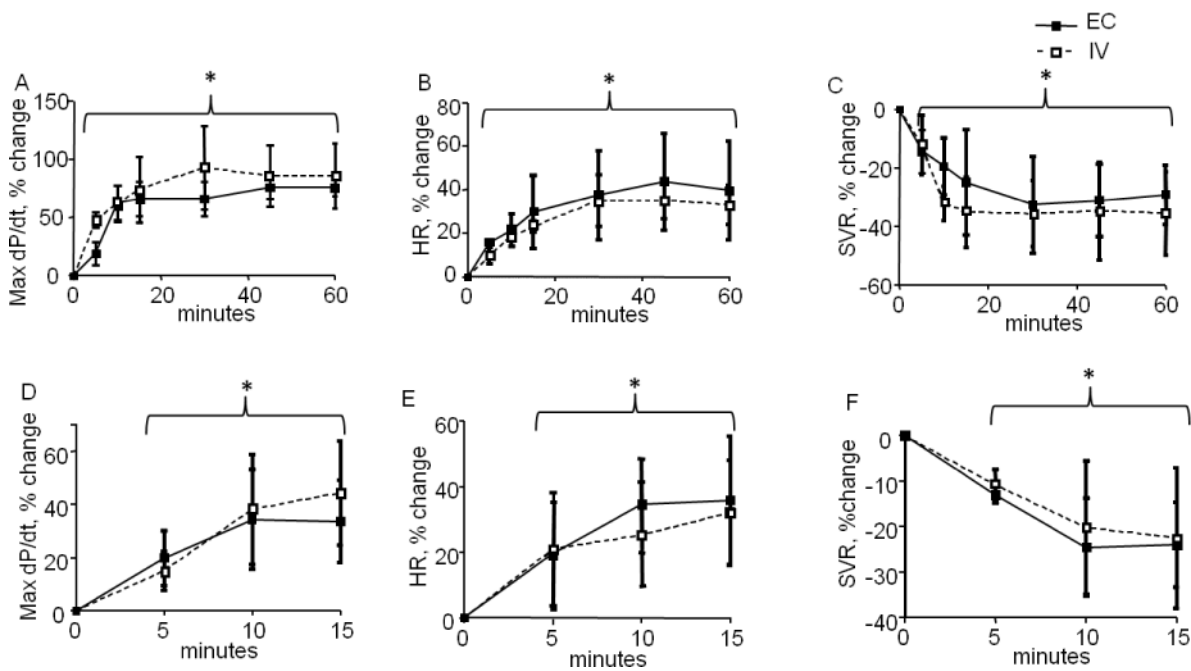 EC
IV
A
*
Max dP/dt, % change
150
100
50
0
0 20 40 60
minutes
B
*
HR, % change
80
60
40
20
0
0 20 40 60
minutes
C
*
SVR, % change
0
-20
-40
-60
0 20 40 60
minutes
D
*
Max dP/dt, % change
60
40
20
0
0 5 10 15
minutes
E
*
HR, % change
60
40
20
0
0 5 10 15
minutes
F
*
SVR, %change
0
-10
-20
-30
-40
0 5 10 15
minutes